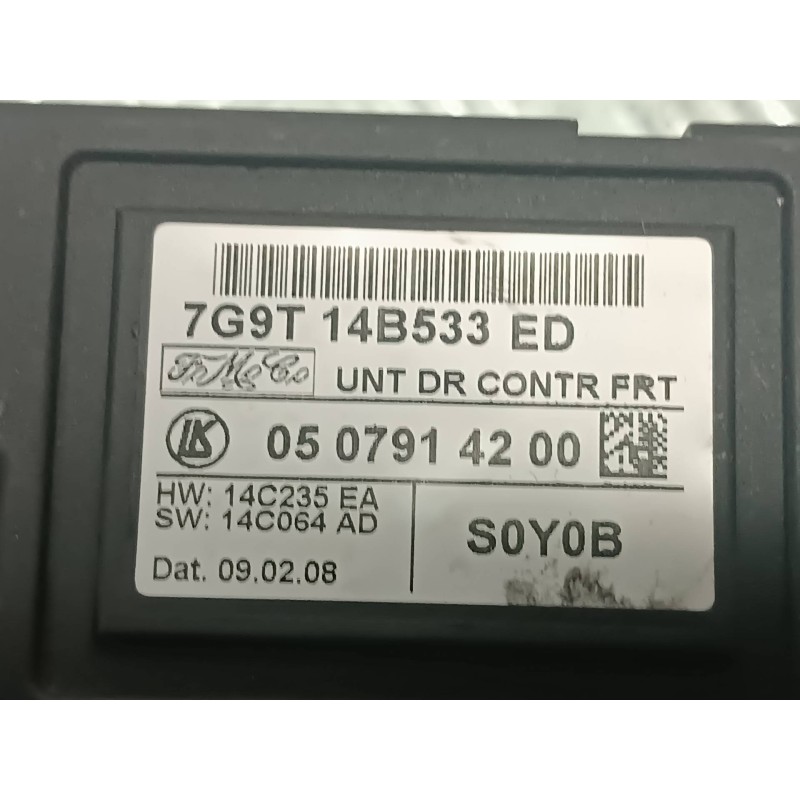 7G9T 14B533 ED
FoMoCo UNT DR CONTR FRT
LK 05 0791 42 00
HW: 14C235 EA
SW: 14C064 AD
Dat. 09.02.08
S0Y0B